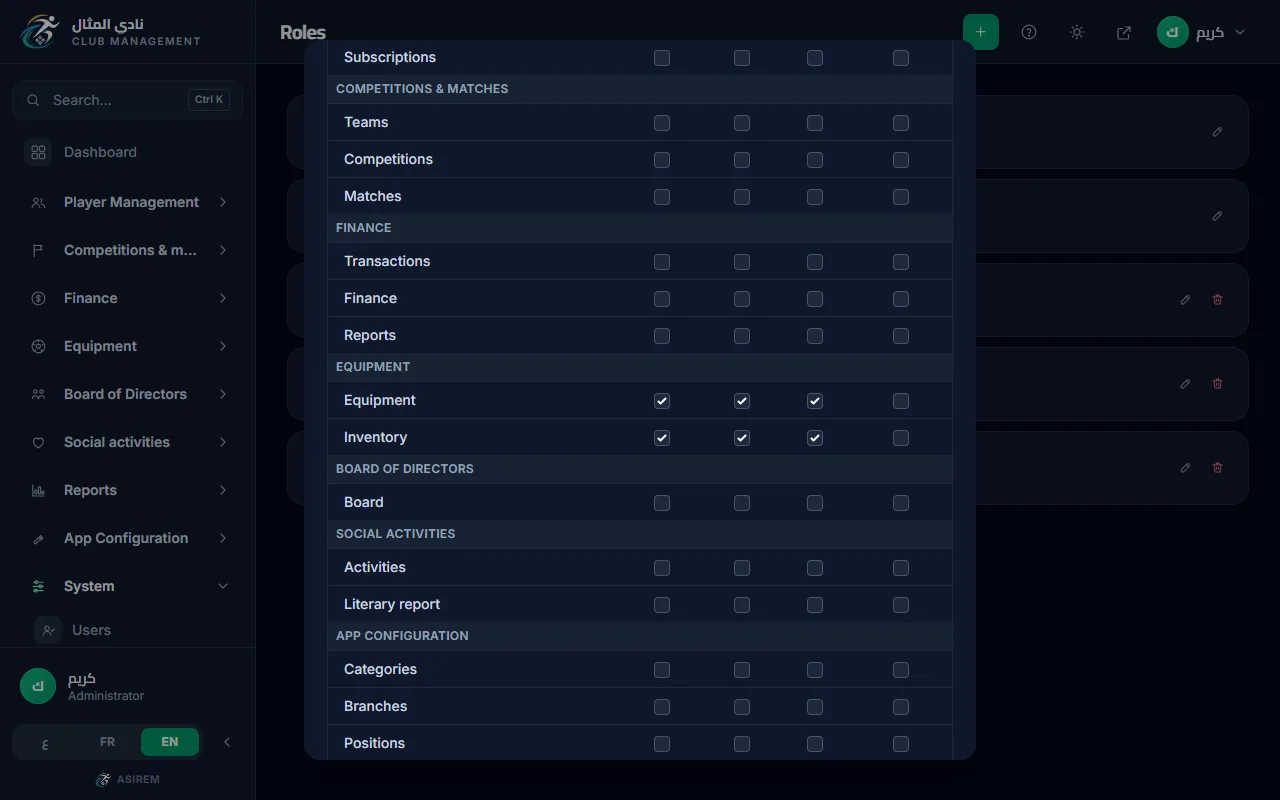 نادي المثال
CLUB MANAGEMENT
Search...
Ctrl K
Dashboard
Player Management
Competitions & m...
Finance
Equipment
Board of Directors
Social activities
Reports
App Configuration
System
Users
ك
كريم
Administrator
ع
FR
EN
ASIREM
Roles
+
ك
كريم
Subscriptions
COMPETITIONS & MATCHES
Teams
Competitions
Matches
FINANCE
Transactions
Finance
Reports
EQUIPMENT
Equipment
Inventory
BOARD OF DIRECTORS
Board
SOCIAL ACTIVITIES
Activities
Literary report
APP CONFIGURATION
Categories
Branches
Positions